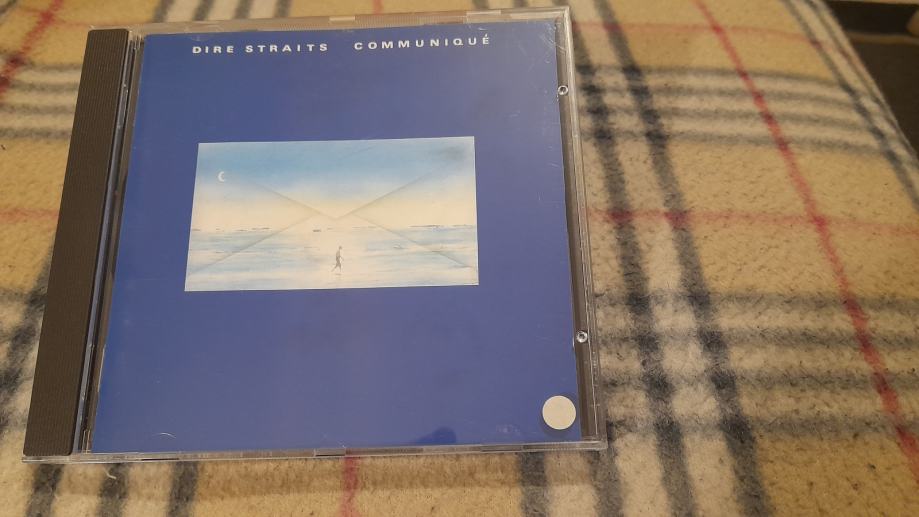 DIRE STRAITS COMMUNIQUÉ